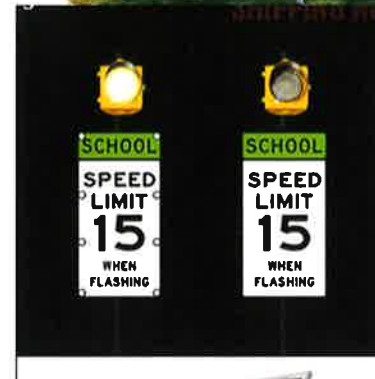 SCHOOL
SPEED
LIMIT
15
WHEN
FLASHING
SCHOOL
SPEED
LIMIT
15
WHEN
FLASHING